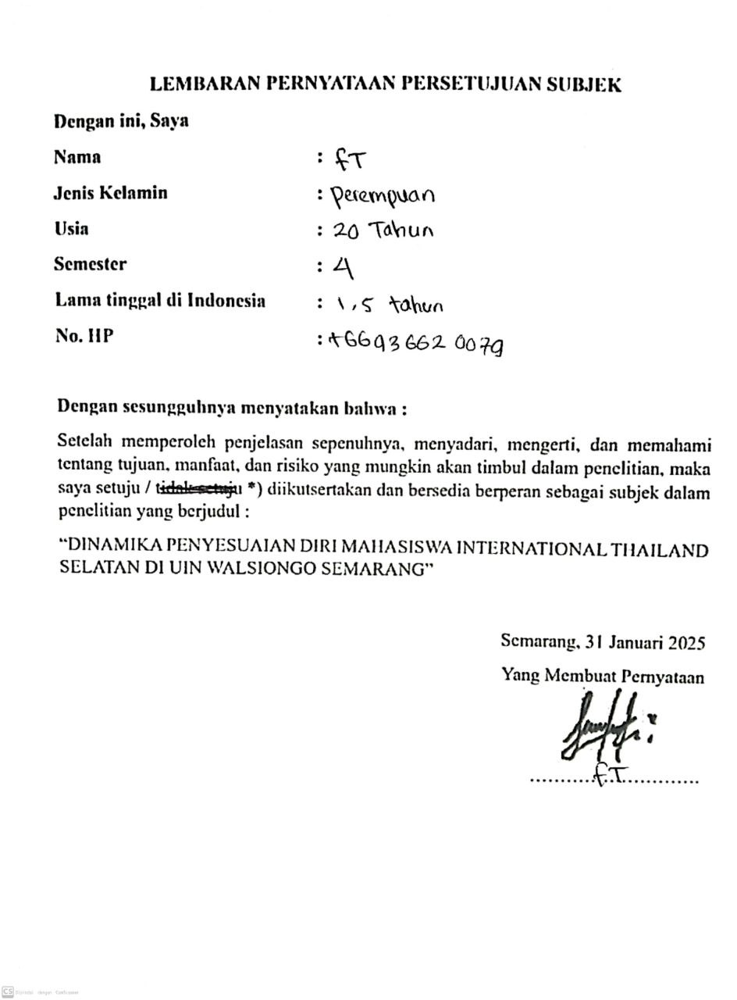 LEMBARAN PERNYATAAN PERSETUJUAN SUBJEK
Dengan ini, Saya
Nama : fT
Jenis Kelamin : Perempuan
Usia : 20 Tahun
Semester : 4
Lama tinggal di Indonesia : 1,5 tahun
No. HP : +6693 662 0079
Dengan sesungguhnya menyatakan bahwa :
Setelah memperoleh penjelasan sepenuhnya, menyadari, mengerti, dan memahami
tentang tujuan, manfaat, dan risiko yang mungkin akan timbul dalam penelitian, maka
saya setuju / tidak setuju *) diikutsertakan dan bersedia berperan sebagai subjek dalam
penelitian yang berjudul :
“DINAMIKA PENYESUAIAN DIRI MAHASISWA INTERNATIONAL THAILAND
SELATAN DI UIN WALSIONGO SEMARANG”
Semarang, 31 Januari 2025
Yang Membuat Pernyataan
fT
CS Dipindai dengan CamScanner